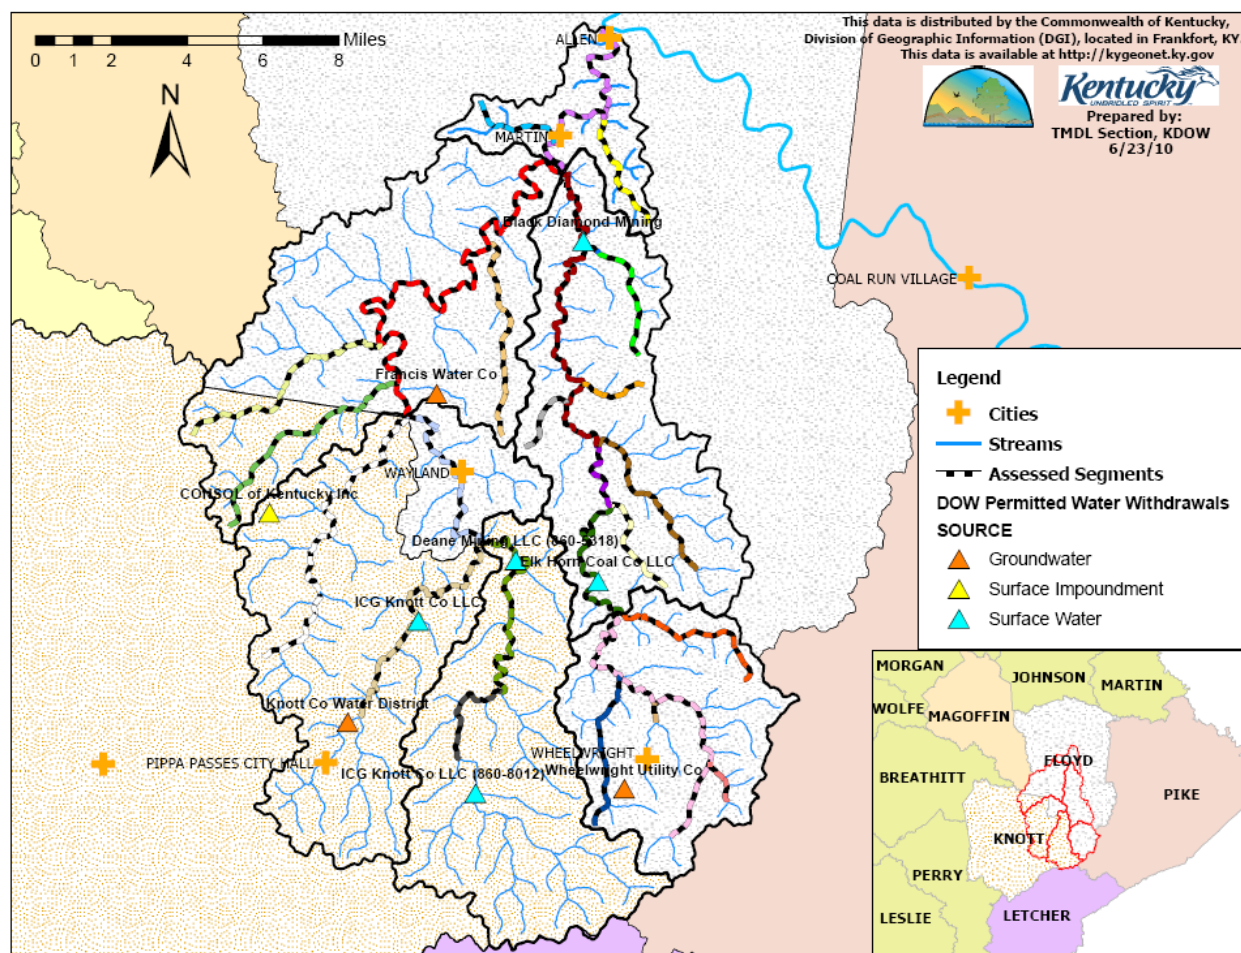 This data is distributed by the Commonwealth of Kentucky,
Division of Geographic Information (DGI), located in Frankfort, KY.
This data is available at http://kygeonet.ky.gov
Kentucky
UNBRIDLED SPIRIT
Prepared by:
TMDL Section, KDOW
6/23/10
Miles
0 1 2 4 6 8
N
ALLEN
MARTIN
Black Diamond Mining
COAL RUN VILLAGE
Francis Water Co
WAYLAND
CONSOL of Kentucky Inc
Deane Mining LLC (860-5318)
Elk Horn Coal Co LLC
ICG Knott Co LLC
Knott Co Water District
PIPPA PASSES CITY HALL
WHEELWRIGHT
Wheelwright Utility Co
ICG Knott Co LLC (860-8012)
Legend
Cities
Streams
Assessed Segments
DOW Permitted Water Withdrawals
SOURCE
Groundwater
Surface Impoundment
Surface Water
MORGAN
JOHNSON
MARTIN
WOLFE
MAGOFFIN
FLOYD
BREATHITT
PIKE
KNOTT
PERRY
LESLIE
LETCHER